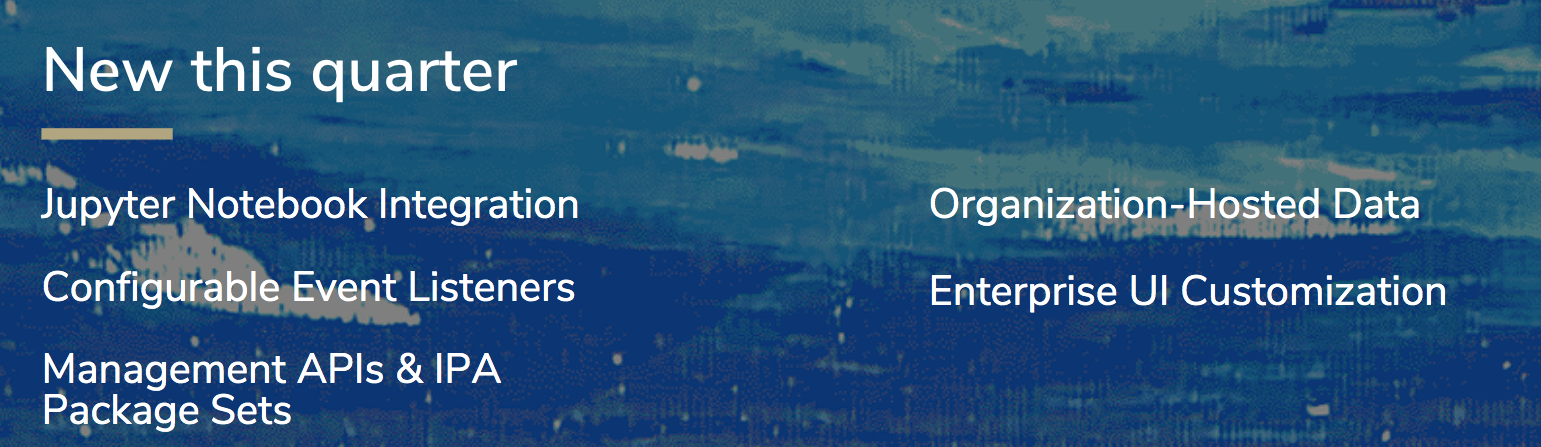 New this quarter
Jupyter Notebook Integration
Configurable Event Listeners
Management APIs & IPA
Package Sets
Organization-Hosted Data
Enterprise UI Customization